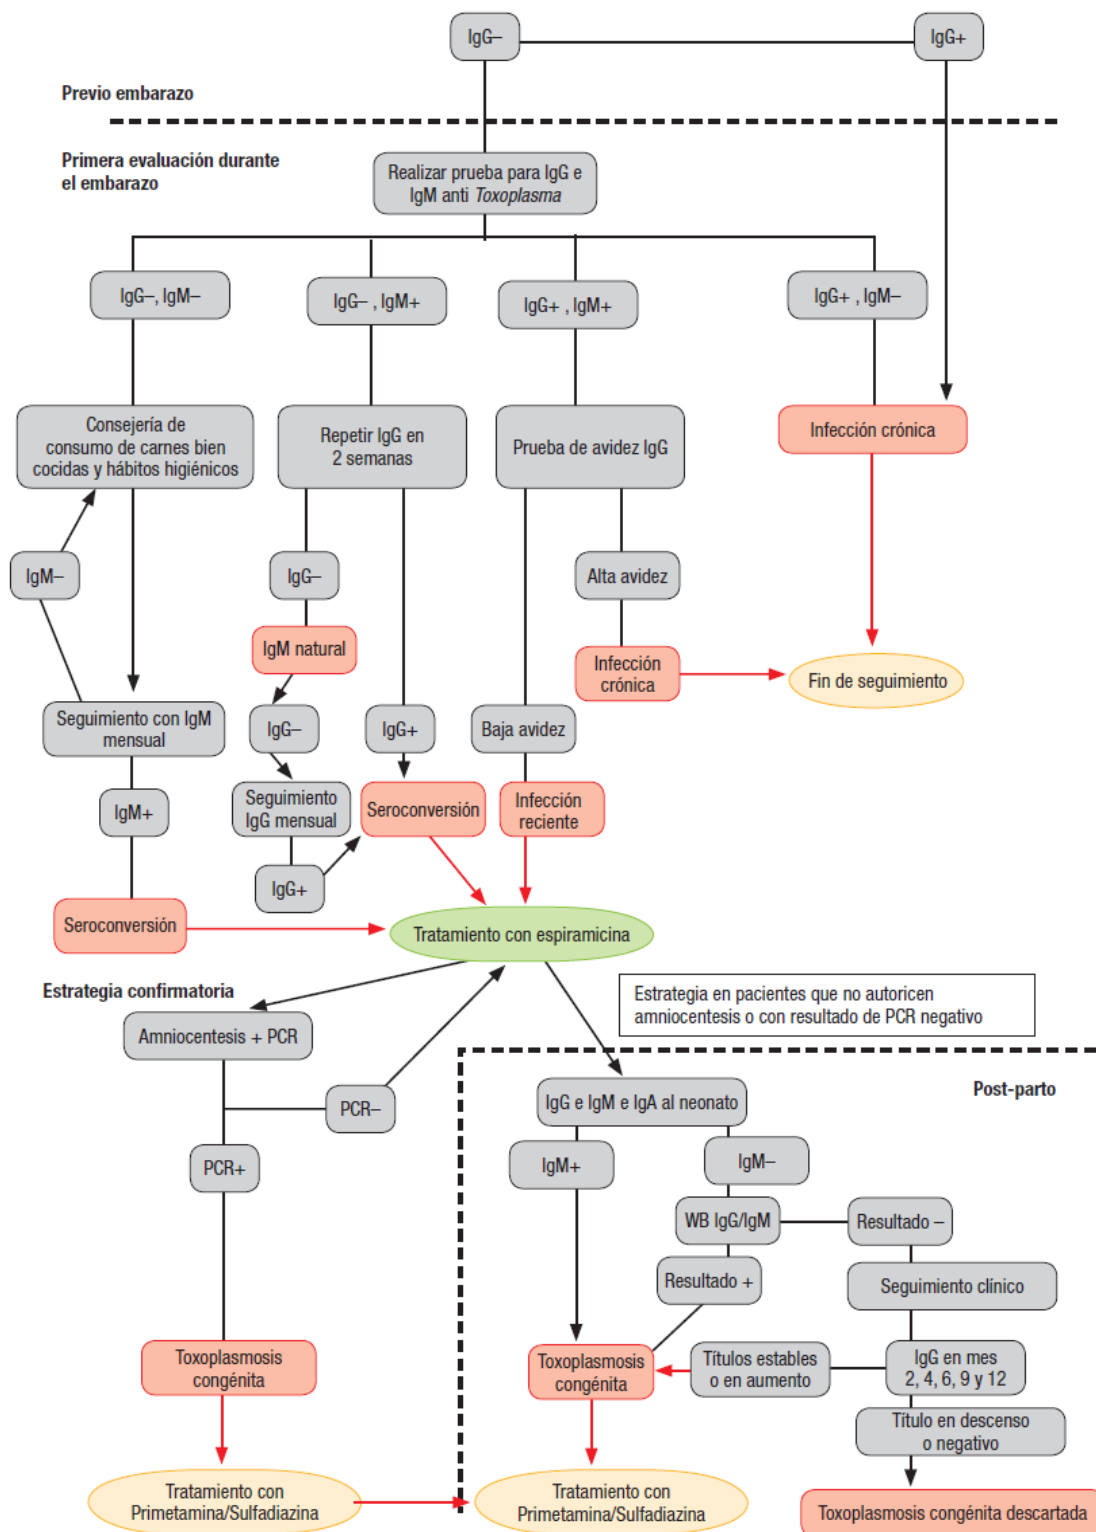 IgG–
IgG+
Previo embarazo
Primera evaluación durante
el embarazo
Realizar prueba para IgG e
IgM anti Toxoplasma
IgG–, IgM–
IgG– , IgM+
IgG+ , IgM+
IgG+ , IgM–
Consejería de
consumo de carnes bien
cocidas y hábitos higiénicos
Repetir IgG en
2 semanas
Prueba de avidez IgG
Infección crónica
IgM–
IgG–
Alta avidez
IgM natural
Infección
crónica
Fin de seguimiento
Seguimiento con IgM
mensual
IgG–
IgG+
Baja avidez
IgM+
Seguimiento
IgG mensual
Seroconversión
Infección
reciente
IgG+
Seroconversión
Tratamiento con espiramicina
Estrategia confirmatoria
Estrategia en pacientes que no autoricen
amniocentesis o con resultado de PCR negativo
Amniocentesis + PCR
Post-parto
PCR–
IgG e IgM e IgA al neonato
PCR+
IgM+
IgM–
WB IgG/IgM
Resultado –
Resultado +
Seguimiento clínico
Toxoplasmosis
congénita
Toxoplasmosis
congénita
Títulos estables
o en aumento
IgG en mes
2, 4, 6, 9 y 12
Título en descenso
o negativo
Tratamiento con
Primetamina/Sulfadiazina
Tratamiento con
Primetamina/Sulfadiazina
Toxoplasmosis congénita descartada